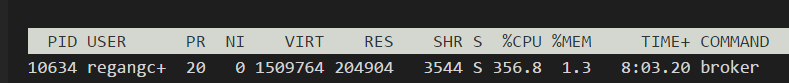 PID USER PR NI VIRT RES SHR S %CPU %MEM TIME+ COMMAND
10634 regangc+ 20 0 1509764 204904 3544 S 356.8 1.3 8:03.20 broker